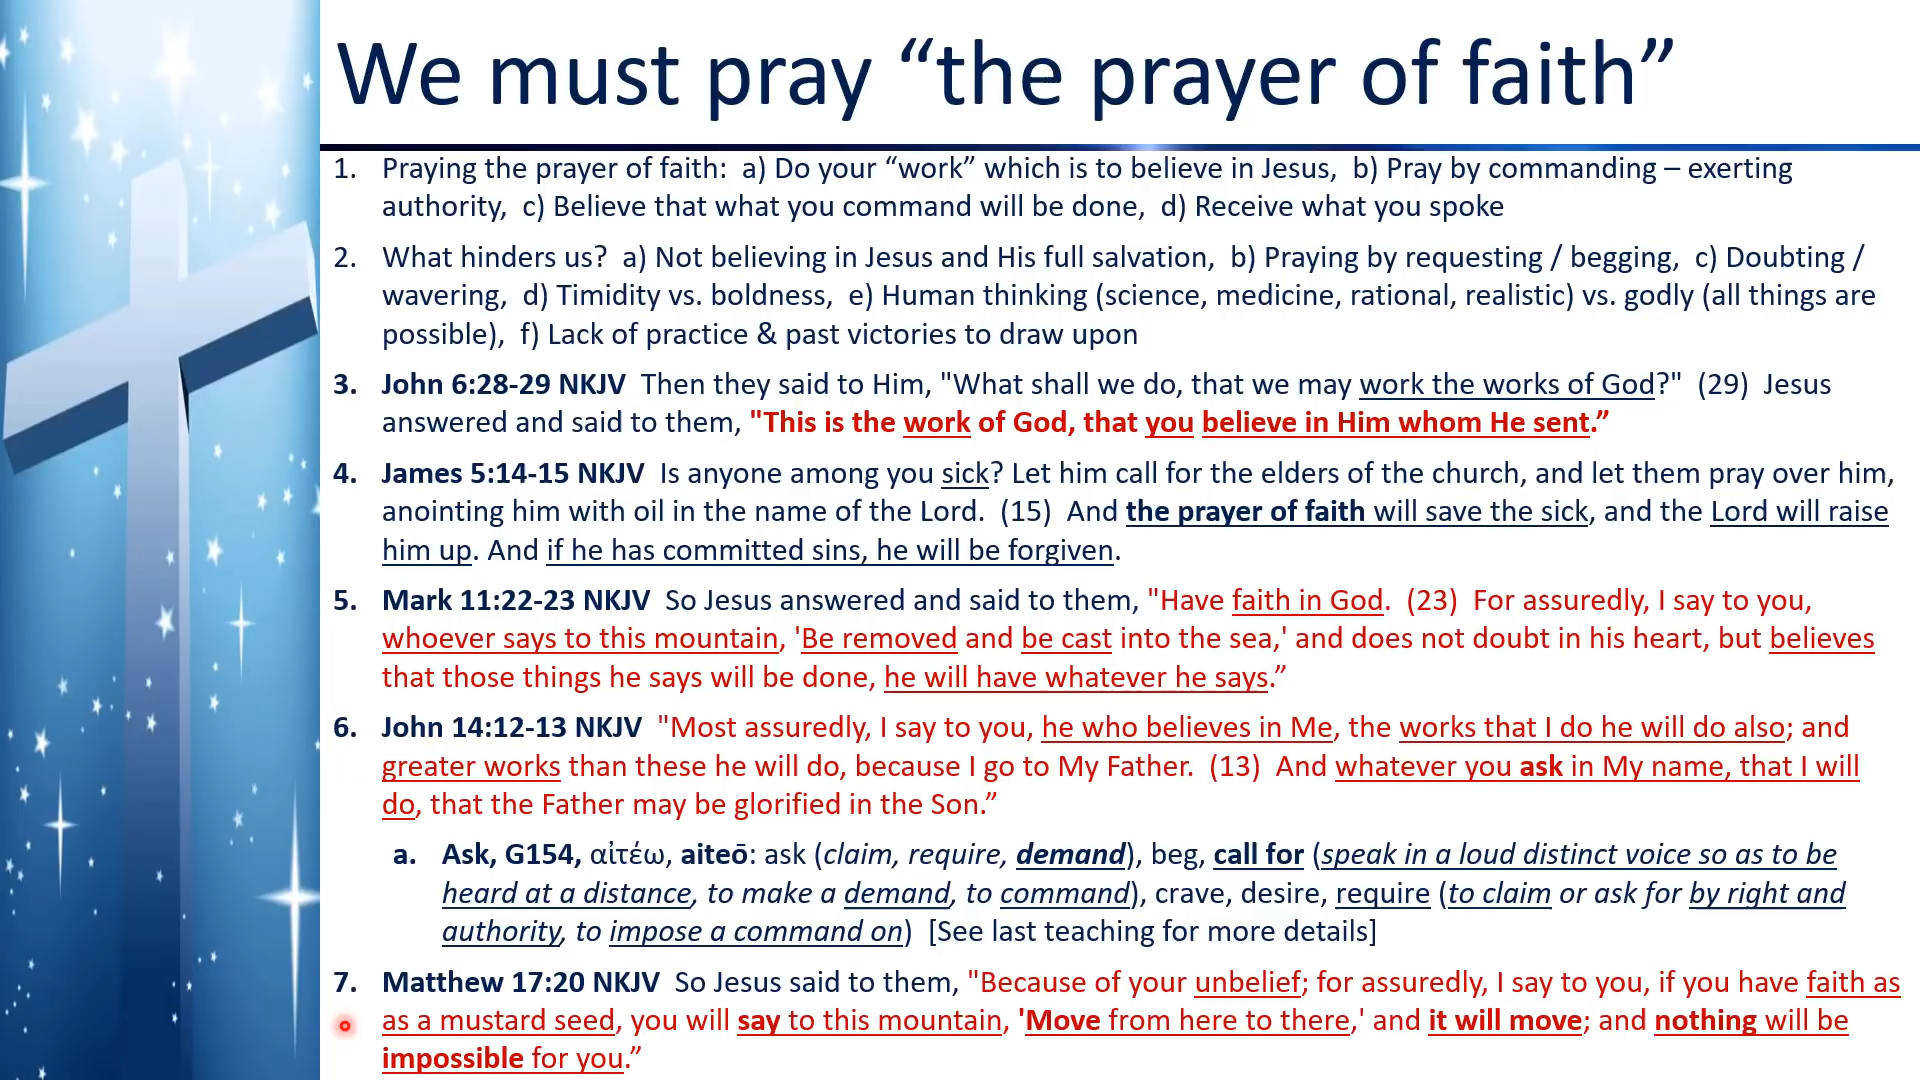 We must pray “the prayer of faith”
1. Praying the prayer of faith:  a) Do your “work” which is to believe in Jesus,  b) Pray by commanding – exerting
authority,  c) Believe that what you command will be done,  d) Receive what you spoke
2. What hinders us?  a) Not believing in Jesus and His full salvation,  b) Praying by requesting / begging,  c) Doubting /
wavering,  d) Timidity vs. boldness,  e) Human thinking (science, medicine, rational, realistic) vs. godly (all things are
possible),  f) Lack of practice & past victories to draw upon
3. John 6:28-29 NKJV  Then they said to Him, "What shall we do, that we may work the works of God?"  (29)  Jesus
answered and said to them, "This is the work of God, that you believe in Him whom He sent.”
4. James 5:14-15 NKJV  Is anyone among you sick? Let him call for the elders of the church, and let them pray over him,
anointing him with oil in the name of the Lord.  (15)  And the prayer of faith will save the sick, and the Lord will raise
him up. And if he has committed sins, he will be forgiven.
5. Mark 11:22-23 NKJV  So Jesus answered and said to them, "Have faith in God.  (23)  For assuredly, I say to you,
whoever says to this mountain, 'Be removed and be cast into the sea,' and does not doubt in his heart, but believes
that those things he says will be done, he will have whatever he says.”
6. John 14:12-13 NKJV  "Most assuredly, I say to you, he who believes in Me, the works that I do he will do also; and
greater works than these he will do, because I go to My Father.  (13)  And whatever you ask in My name, that I will
do, that the Father may be glorified in the Son.”
a. Ask, G154, αἰτέω, aiteō: ask (claim, require, demand), beg, call for (speak in a loud distinct voice so as to be
heard at a distance, to make a demand, to command), crave, desire, require (to claim or ask for by right and
authority, to impose a command on)  [See last teaching for more details]
7. Matthew 17:20 NKJV  So Jesus said to them, "Because of your unbelief; for assuredly, I say to you, if you have faith as
as a mustard seed, you will say to this mountain, 'Move from here to there,' and it will move; and nothing will be
impossible for you.”